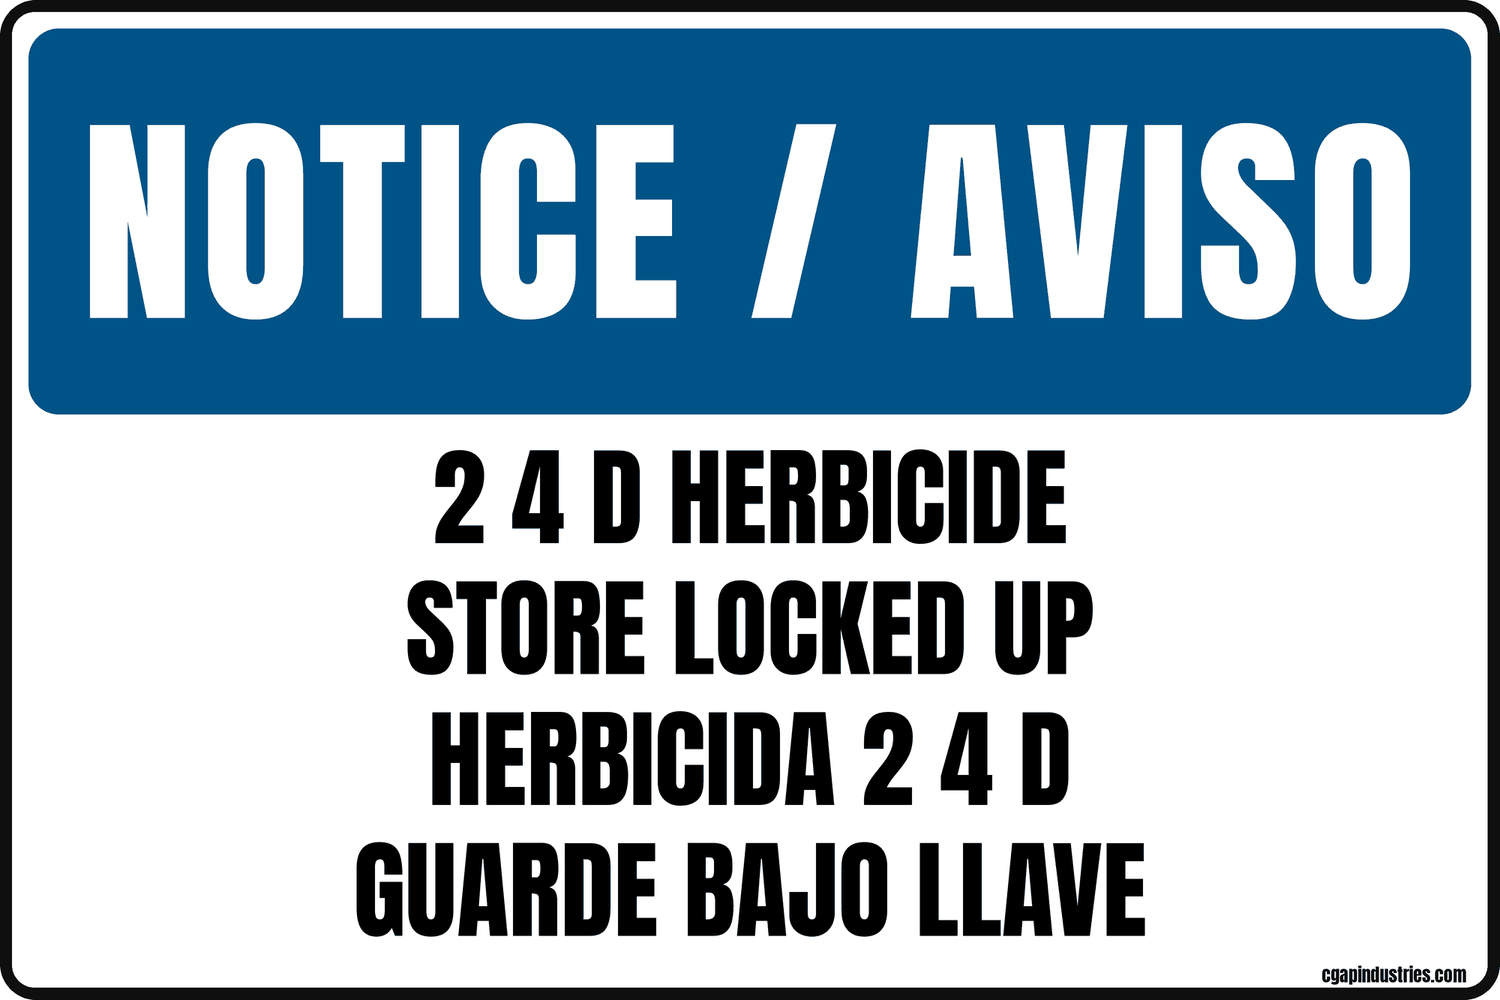 NOTICE / AVISO
2 4 D HERBICIDE
STORE LOCKED UP
HERBICIDA 2 4 D
GUARDE BAJO LLAVE
cgapindustries.com